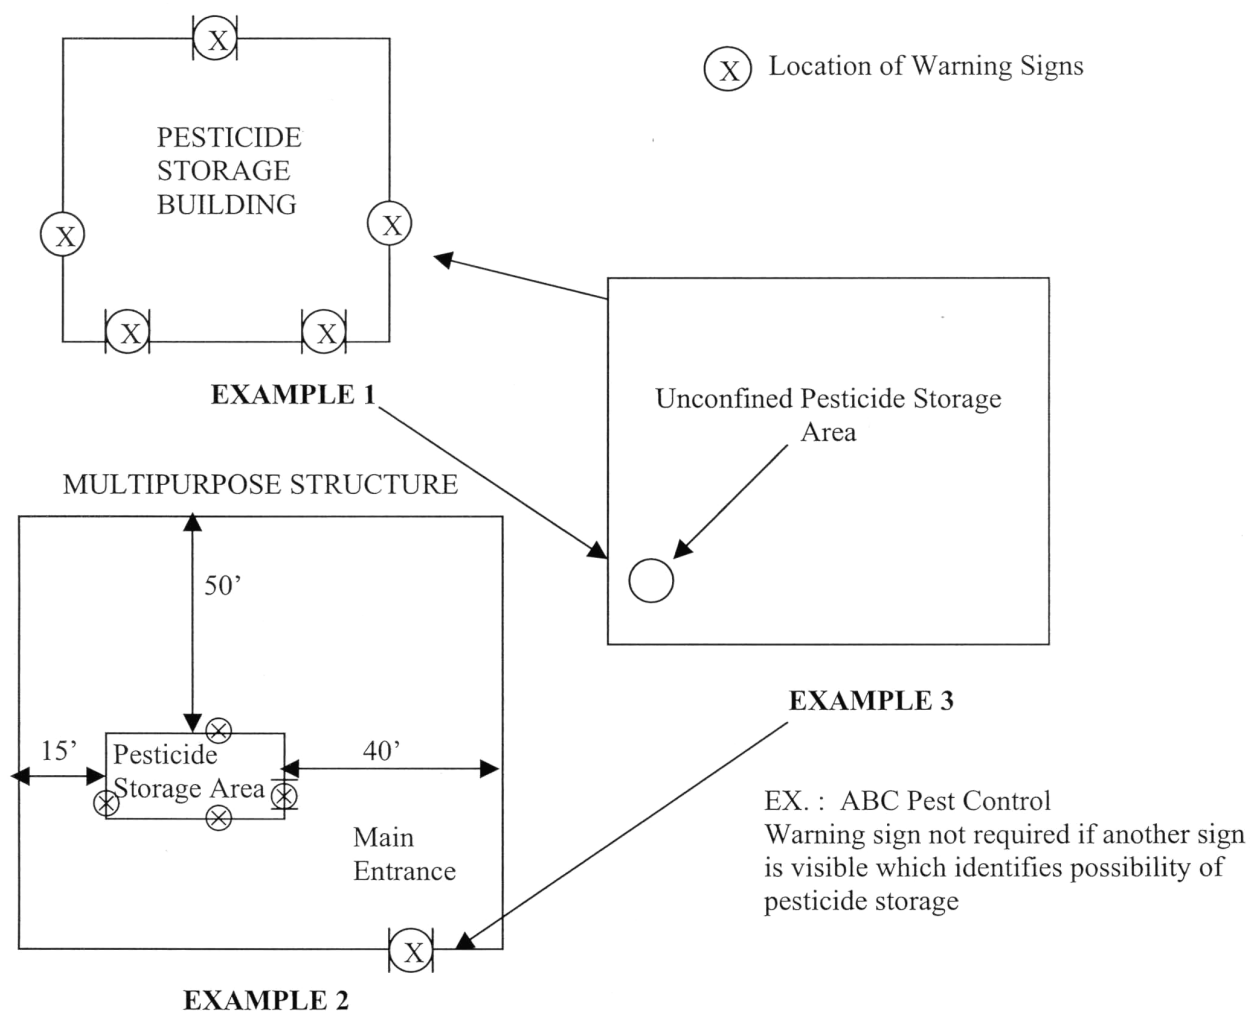 X Location of Warning Signs
X
PESTICIDE
STORAGE
BUILDING
X
X
X
X
EXAMPLE 1
Unconfined Pesticide Storage
Area
EXAMPLE 3
EX. : ABC Pest Control
Warning sign not required if another sign
is visible which identifies possibility of
pesticide storage
MULTIPURPOSE STRUCTURE
50’
15’
Pesticide
Storage Area
40’
Main
Entrance
X
EXAMPLE 2